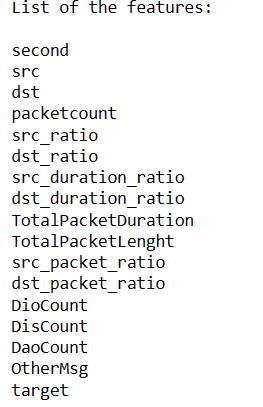 List of the features:
second
src
dst
packetcount
src_ratio
dst_ratio
src_duration_ratio
dst_duration_ratio
TotalPacketDuration
TotalPacketLenght
src_packet_ratio
dst_packet_ratio
DioCount
DisCount
DaoCount
OtherMsg
target